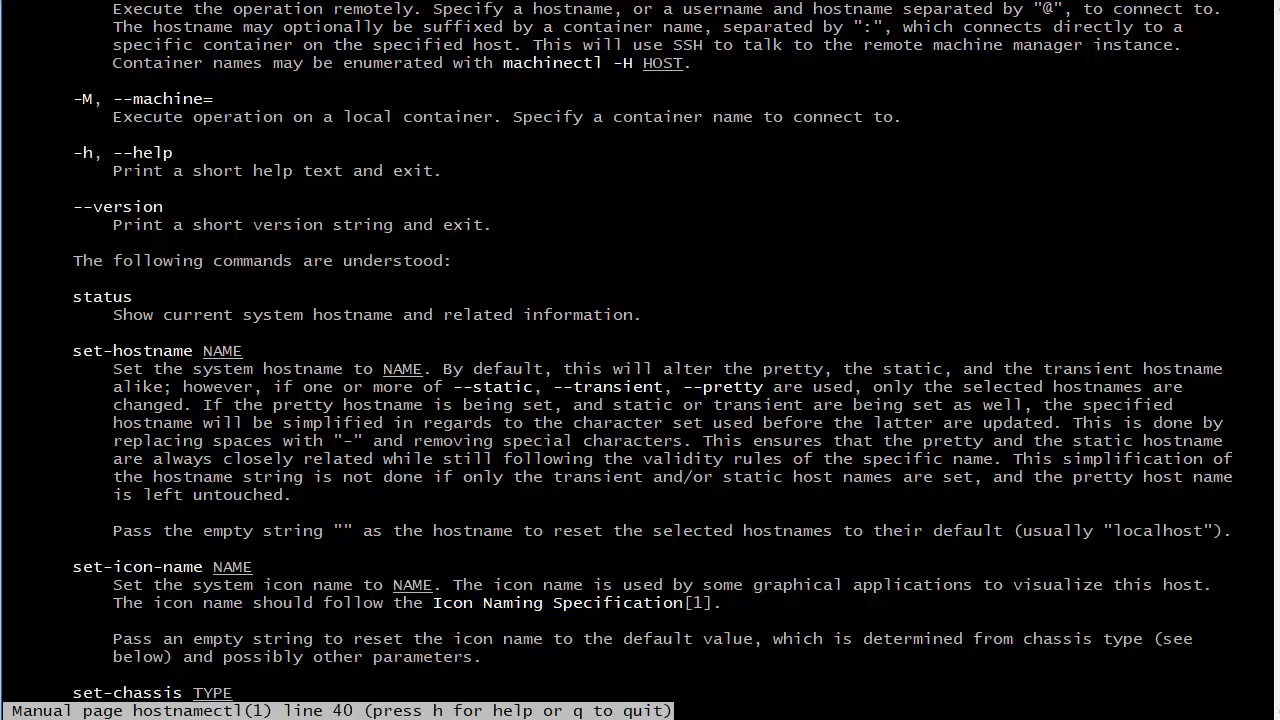 Execute the operation remotely. Specify a hostname, or a username and hostname separated by "@", to connect to.
The hostname may optionally be suffixed by a container name, separated by ":", which connects directly to a
specific container on the specified host. This will use SSH to talk to the remote machine manager instance.
Container names may be enumerated with machinectl -H HOST.
-M, --machine=
Execute operation on a local container. Specify a container name to connect to.
-h, --help
Print a short help text and exit.
--version
Print a short version string and exit.
The following commands are understood:
status
Show current system hostname and related information.
set-hostname NAME
Set the system hostname to NAME. By default, this will alter the pretty, the static, and the transient hostname
alike; however, if one or more of --static, --transient, --pretty are used, only the selected hostnames are
changed. If the pretty hostname is being set, and static or transient are being set as well, the specified
hostname will be simplified in regards to the character set used before the latter are updated. This is done by
replacing spaces with "-" and removing special characters. This ensures that the pretty and the static hostname
are always closely related while still following the validity rules of the specific name. This simplification of
the hostname string is not done if only the transient and/or static host names are set, and the pretty host name
is left untouched.
Pass the empty string "" as the hostname to reset the selected hostnames to their default (usually "localhost").
set-icon-name NAME
Set the system icon name to NAME. The icon name is used by some graphical applications to visualize this host.
The icon name should follow the Icon Naming Specification[1].
Pass an empty string to reset the icon name to the default value, which is determined from chassis type (see
below) and possibly other parameters.
set-chassis TYPE
Manual page hostnamectl(1) line 40 (press h for help or q to quit)